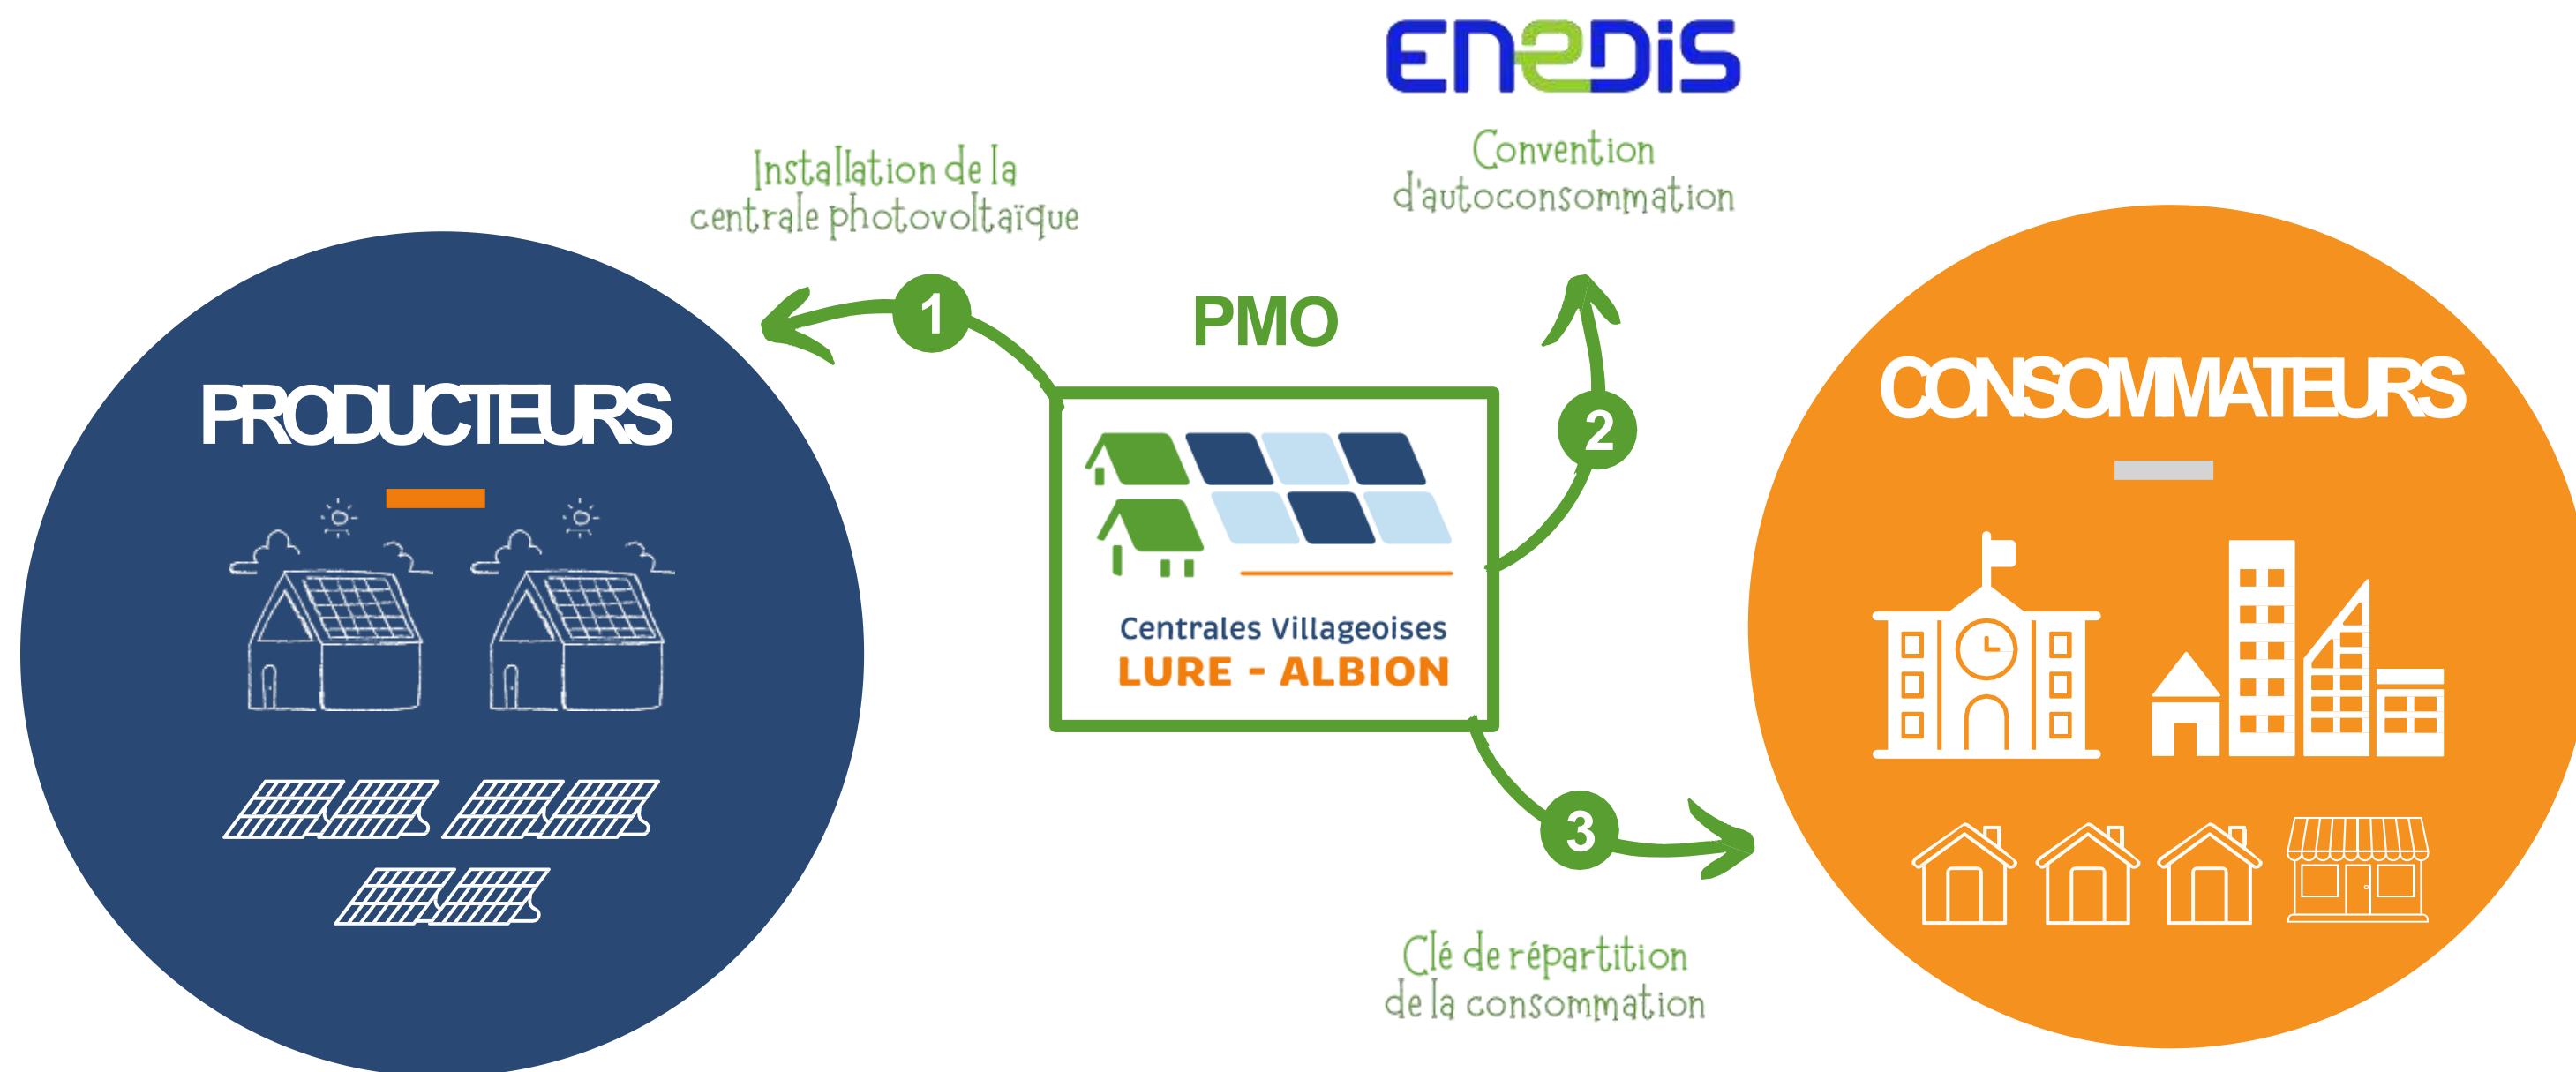 ENEDIS
Installation de la
centrale photovoltaïque
Convention
d'autoconsommation
1
PMO
2
PRODUCTEURS
CONSOMMATEURS
Centrales Villageoises
LURE - ALBION
3
Clé de répartition
de la consommation